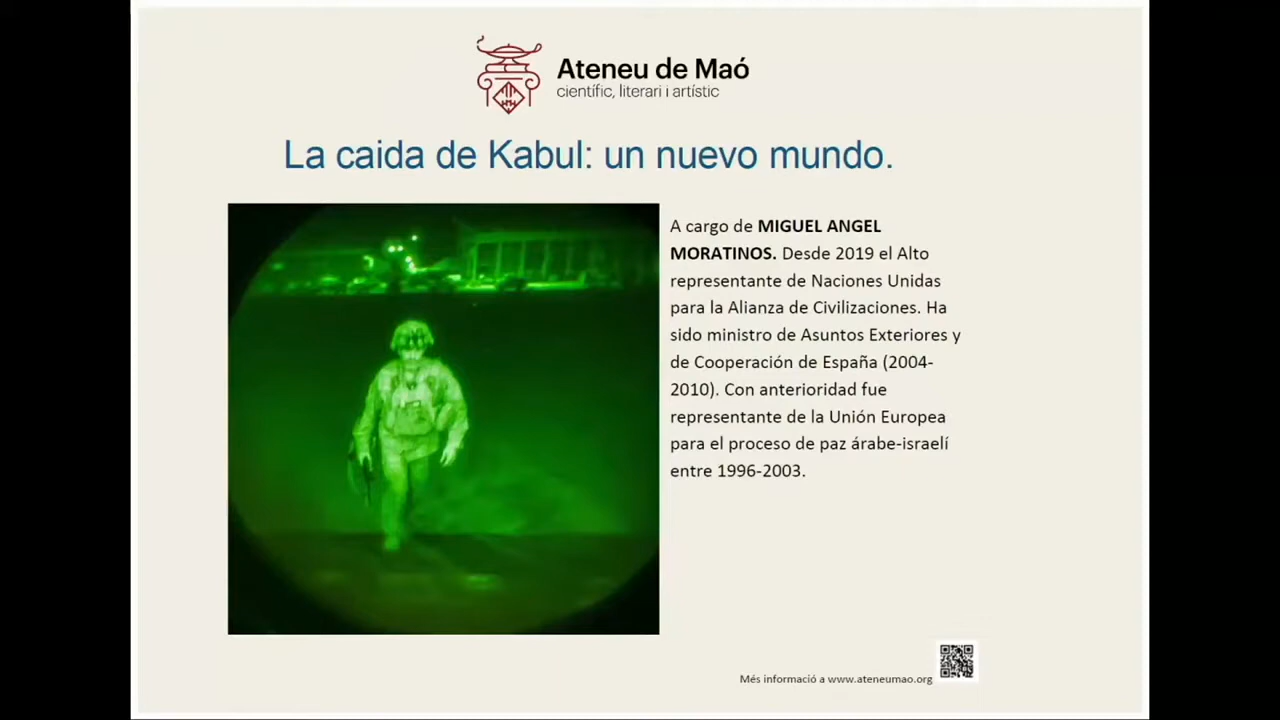 Ateneu de Maó
científic, literari i artístic
La caida de Kabul: un nuevo mundo.
A cargo de MIGUEL ANGEL
MORATINOS. Desde 2019 el Alto
representante de Naciones Unidas
para la Alianza de Civilizaciones. Ha
sido ministro de Asuntos Exteriores y
de Cooperación de España (2004-
2010). Con anterioridad fue
representante de la Unión Europea
para el proceso de paz árabe-israelí
entre 1996-2003.
Més informació a www.ateneumao.org